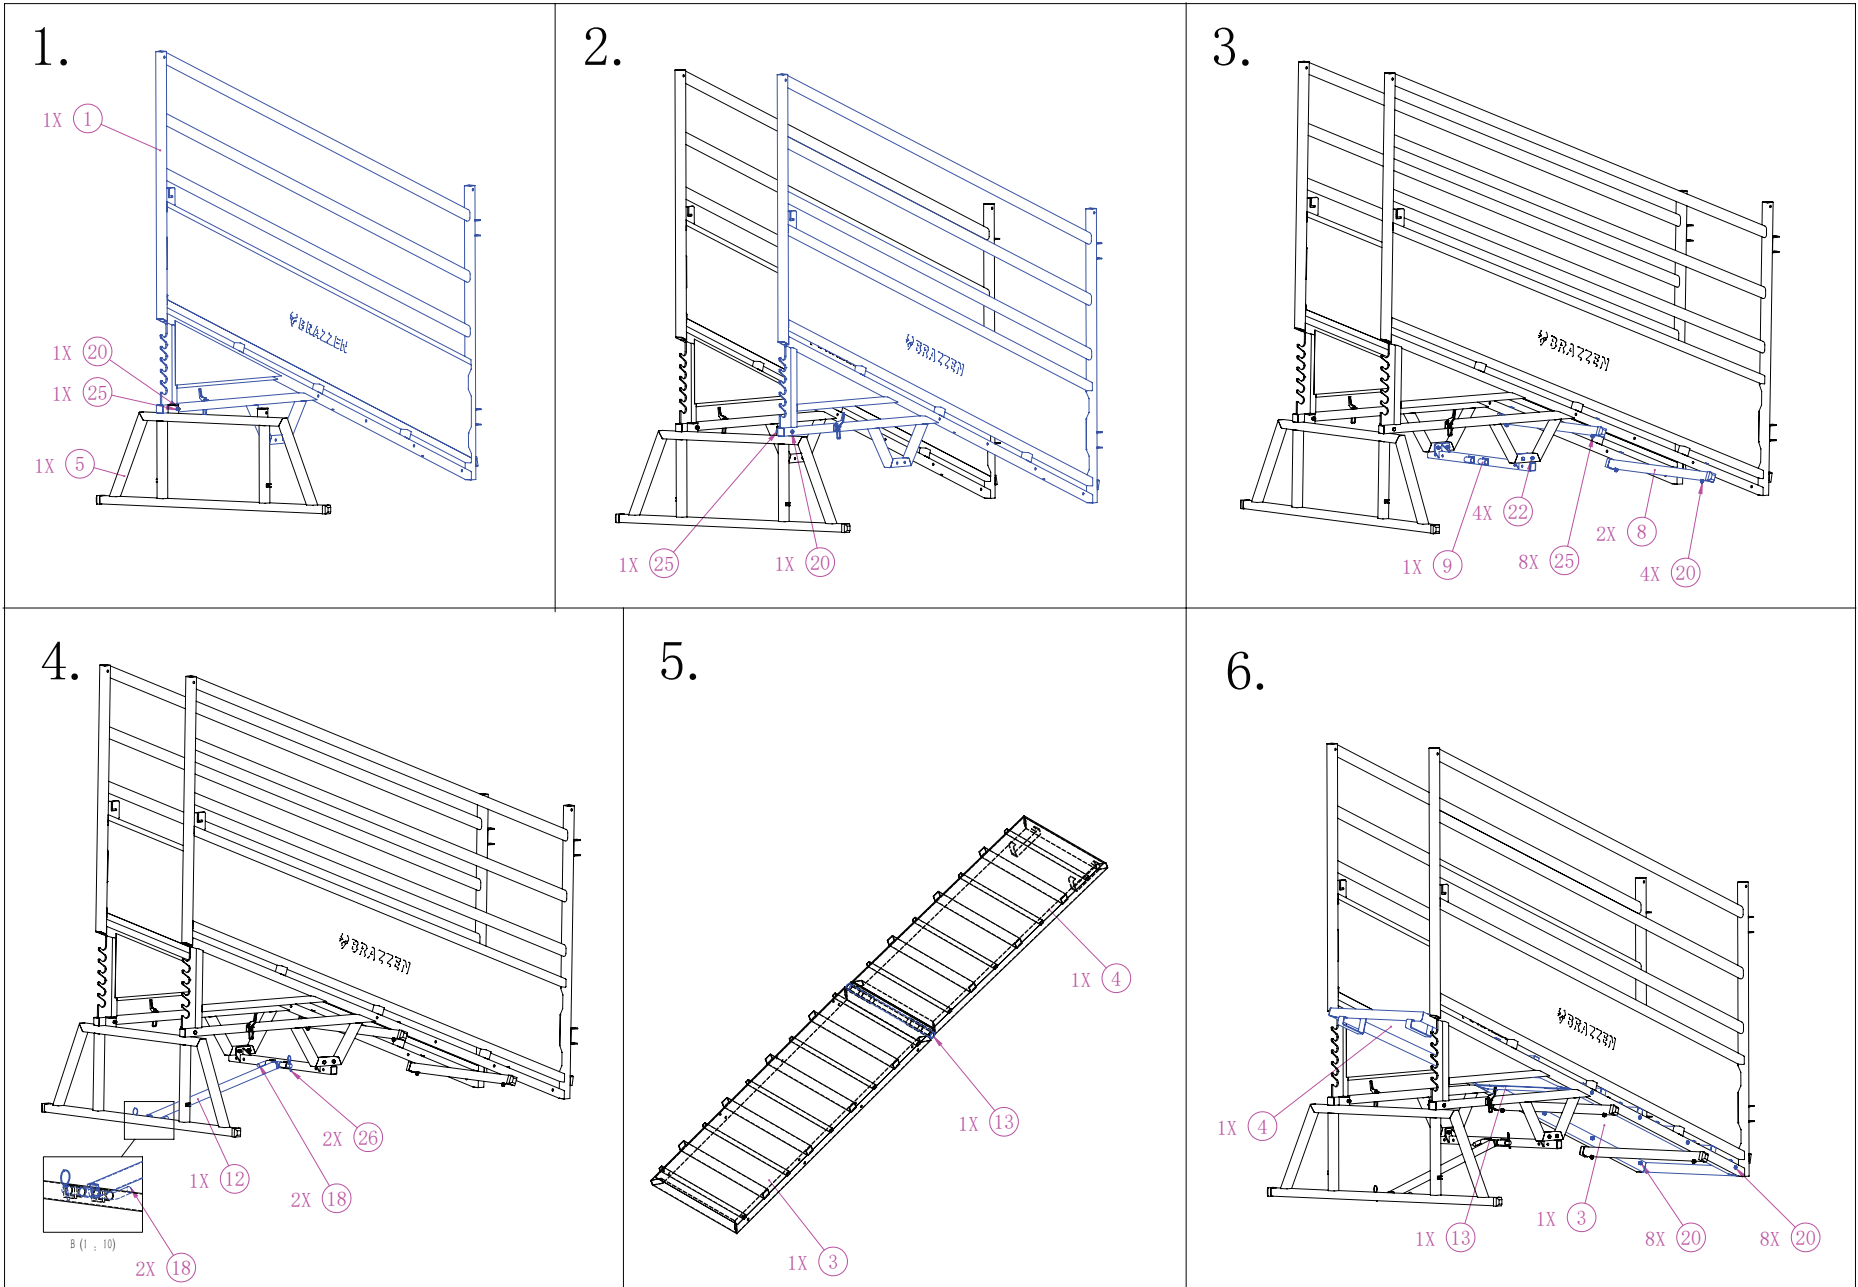 1.
1X 1
BRAZZEN
1X 20
1X 25
1X 5
2.
BRAZZEN
1X 25
1X 20
3.
BRAZZEN
4X 22
2X 8
1X 9
8X 25
4X 20
4.
BRAZZEN
2X 26
1X 12
2X 18
B (1 : 10)
2X 18
5.
1X 4
1X 13
1X 3
6.
BRAZZEN
1X 4
1X 3
1X 13
8X 20
8X 20